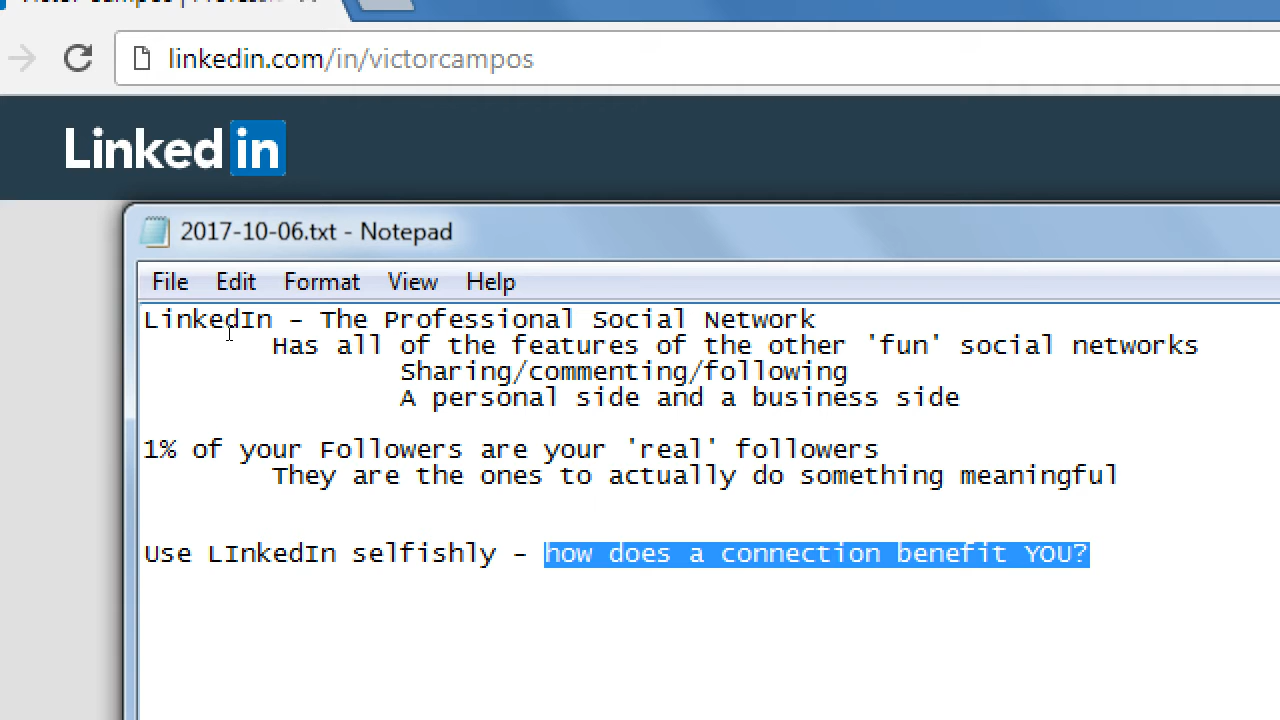 linkedin.com/in/victorcampos
Linked in
2017-10-06.txt - Notepad
File Edit Format View Help
LinkedIn - The Professional Social Network
Has all of the features of the other 'fun' social networks
Sharing/commenting/following
A personal side and a business side
1% of your Followers are your 'real' followers
They are the ones to actually do something meaningful
Use LInkedIn selfishly - how does a connection benefit YOU?